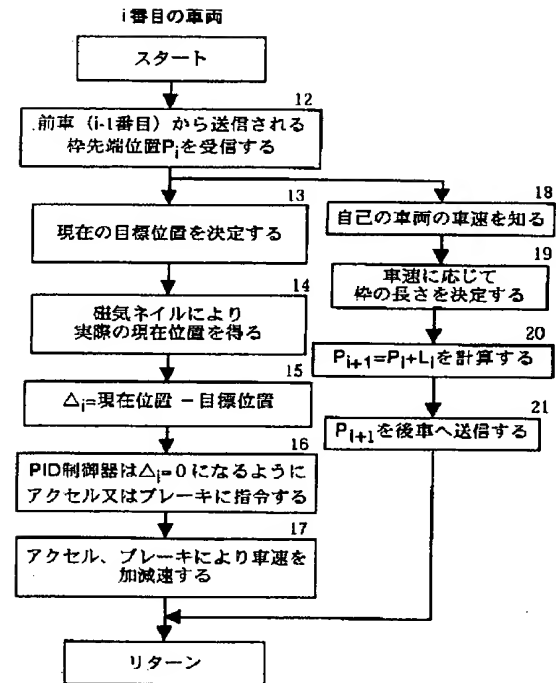 i番目の車両
スタート
12
前車（i-1番目）から送信される
枠先端位置Piを受信する
13
現在の目標位置を決定する
14
磁気ネイルにより
実際の現在位置を得る
15
△i=現在位置 − 目標位置
16
PID制御器は△i=0になるように
アクセル又はブレーキに指令する
17
アクセル、ブレーキにより車速を
加減速する
18
自己の車両の車速を知る
19
車速に応じて
枠の長さを決定する
20
Pi+1=Pi+Liを計算する
21
Pi+1を後車へ送信する
リターン